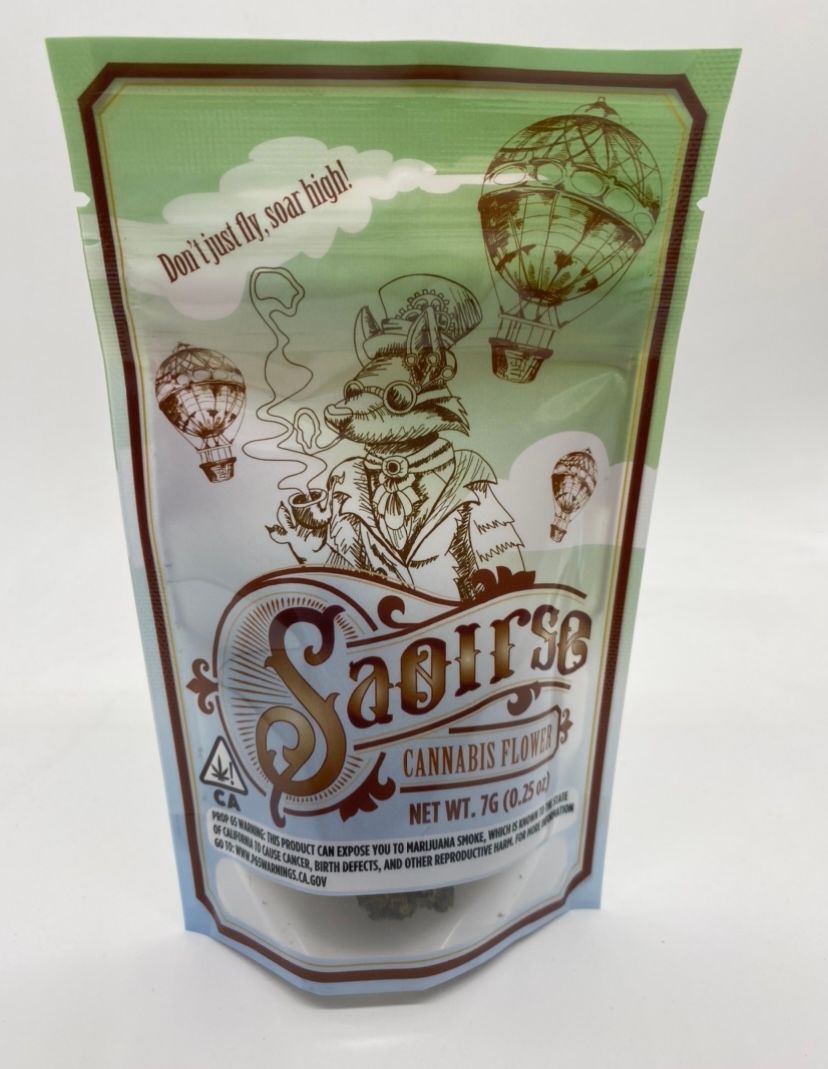 Don't just fly, soar high!
Saoirse
CANNABIS FLOWER
NET WT. 7G (0.25 oz)
CA
PROP 65 WARNING: THIS PRODUCT CAN EXPOSE YOU TO MARIJUANA SMOKE, WHICH IS KNOWN TO THE STATE
OF CALIFORNIA TO CAUSE CANCER, BIRTH DEFECTS, AND OTHER REPRODUCTIVE HARM. FOR MORE INFORMATION
GO TO: WWW.P65WARNINGS.CA.GOV